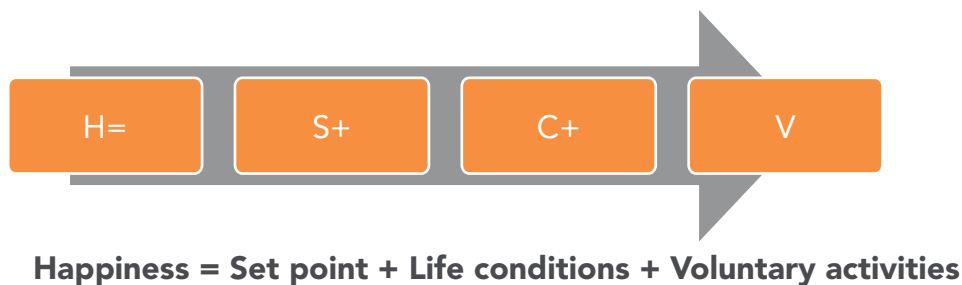 H= S+ C+ V
Happiness = Set point + Life conditions + Voluntary activities